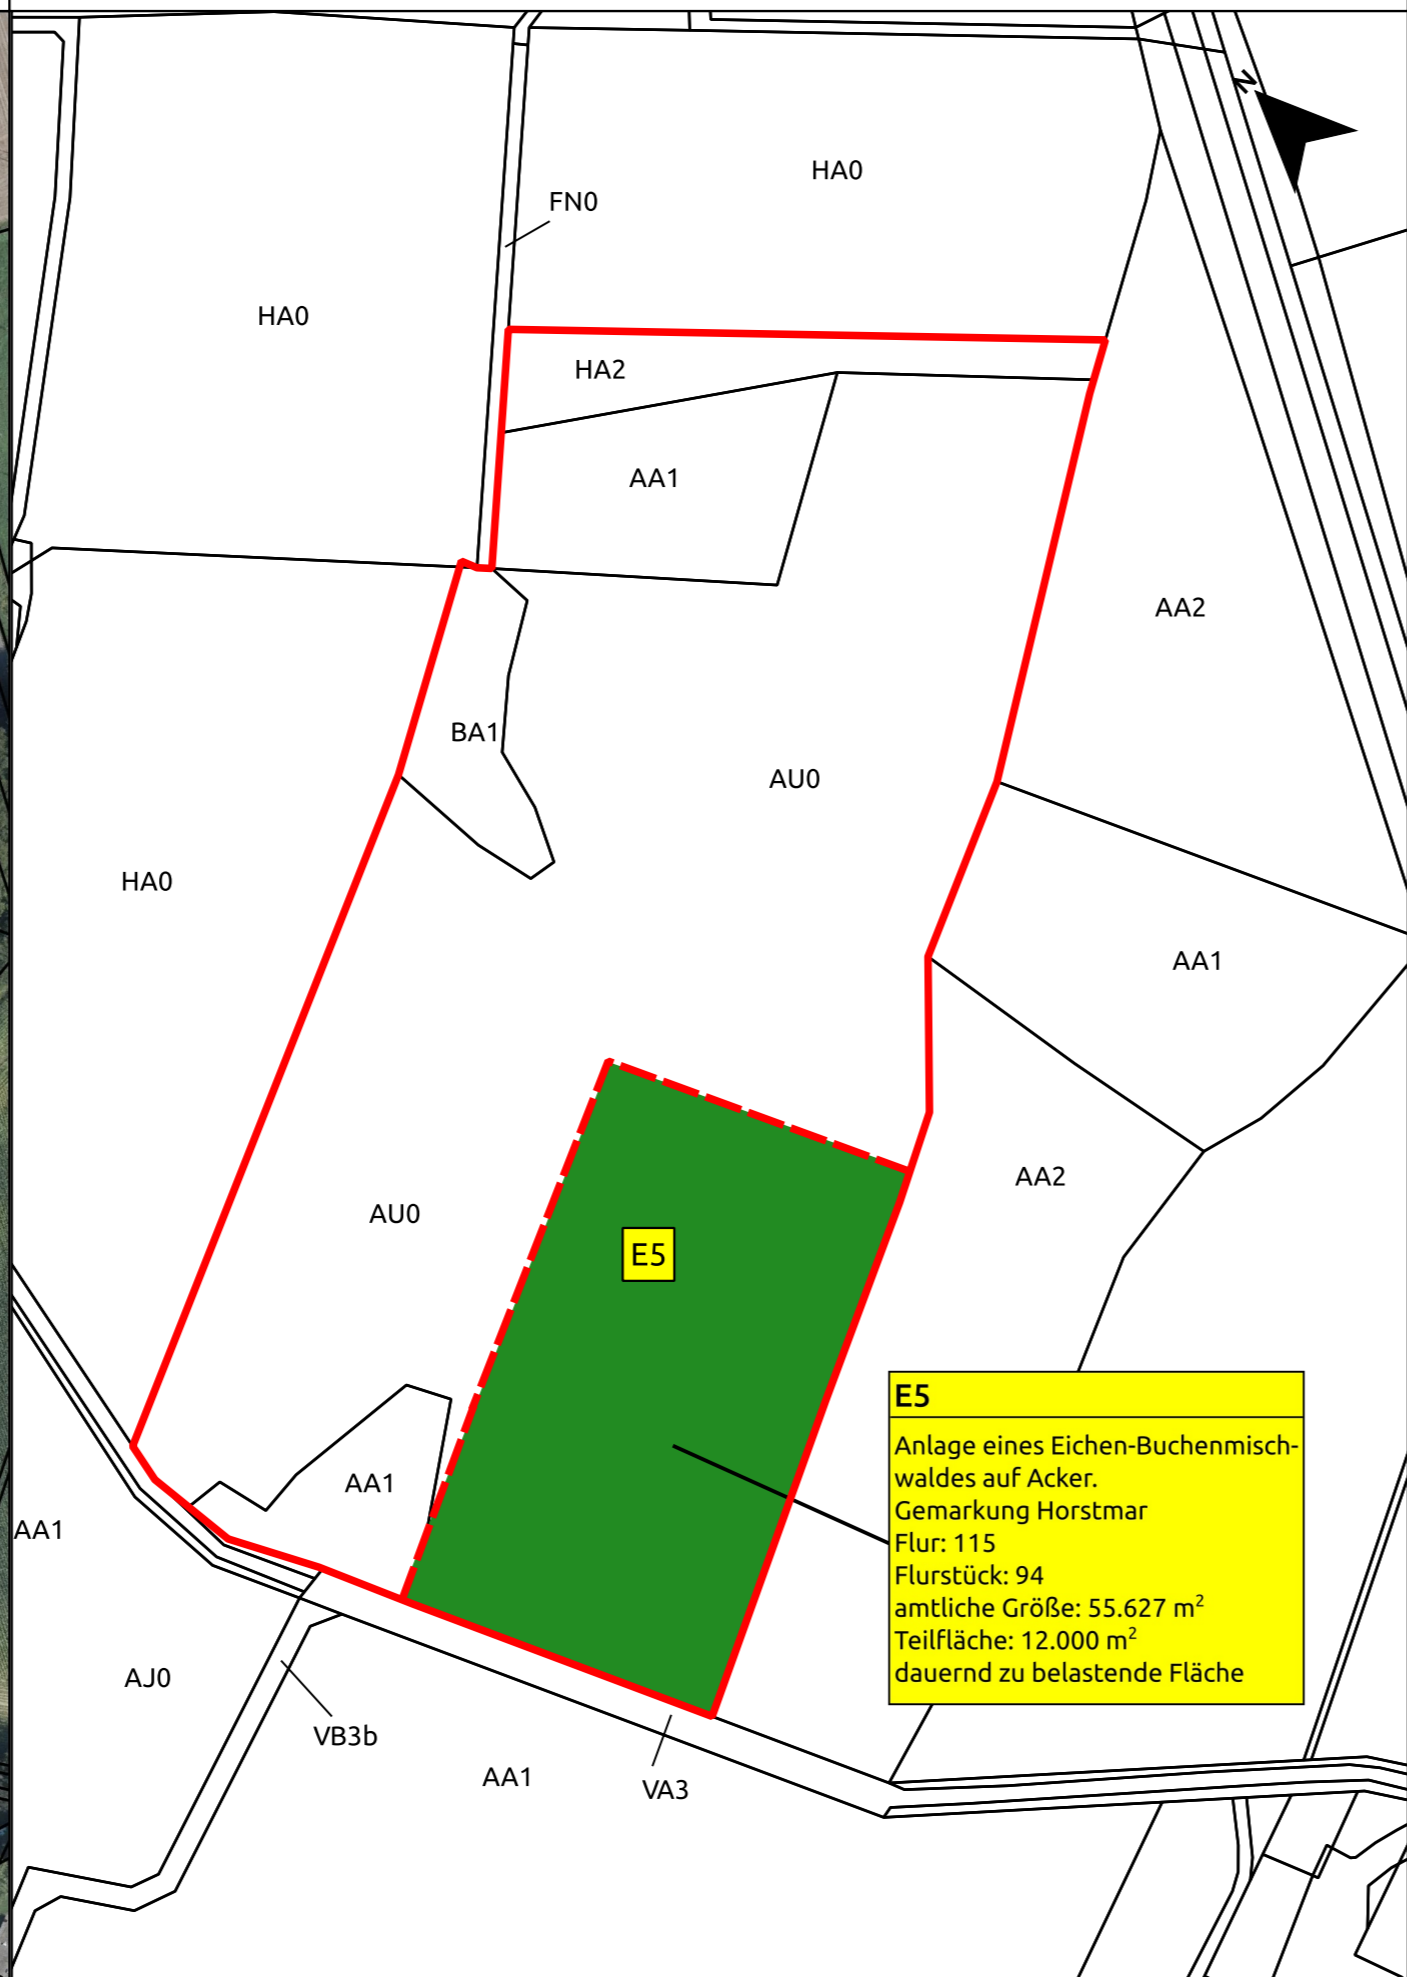 N
HA0
FN0
HA0
HA2
AA1
AA2
BA1
AU0
HA0
AA1
AA2
AU0
E5
E5
Anlage eines Eichen-Buchenmisch-
waldes auf Acker.
Gemarkung Horstmar
Flur: 115
Flurstück: 94
amtliche Größe: 55.627 m²
Teilfläche: 12.000 m²
dauernd zu belastende Fläche
AA1
AA1
AJ0
VB3b
AA1
VA3